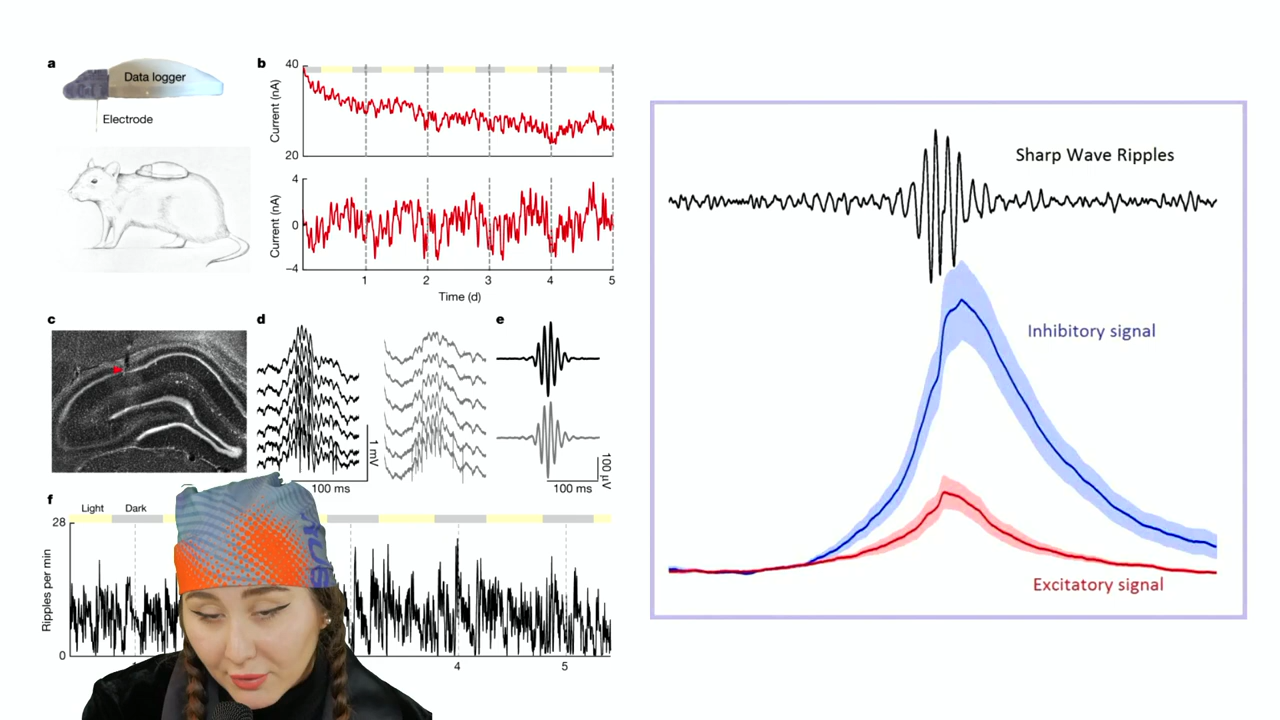 a
Data logger
Electrode
b
40
20
Current (nA)
4
0
−4
Current (nA)
1 2 3 4 5
Time (d)
c
d
1 mV
100 ms
e
100 µV
100 ms
f
Light
Dark
28
0
Ripples per min
4
5
Sharp Wave Ripples
Inhibitory signal
Excitatory signal